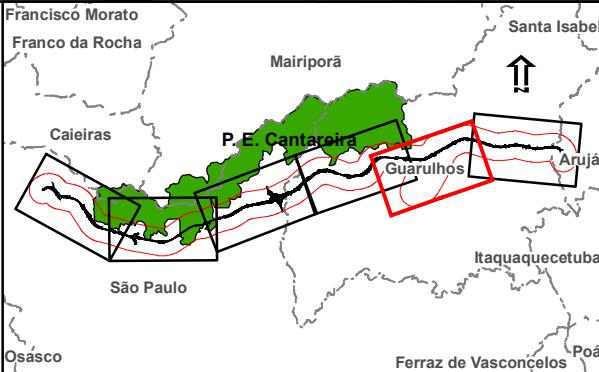 Francisco Morato
Santa Isabel
Franco da Rocha
Mairiporã
N
Caieiras
P. E. Cantareira
Guarulhos
Arujá
Itaquaquecetuba
São Paulo
Osasco
Poá
Ferraz de Vasconcelos